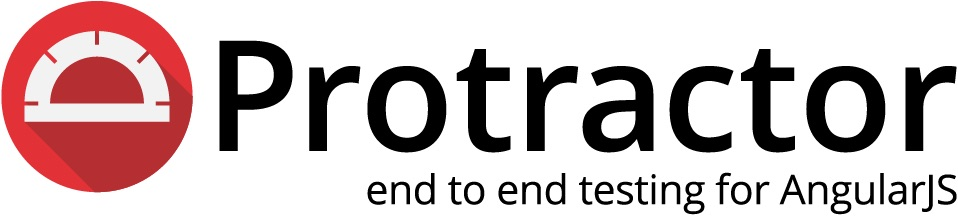 Protractor
end to end testing for AngularJS